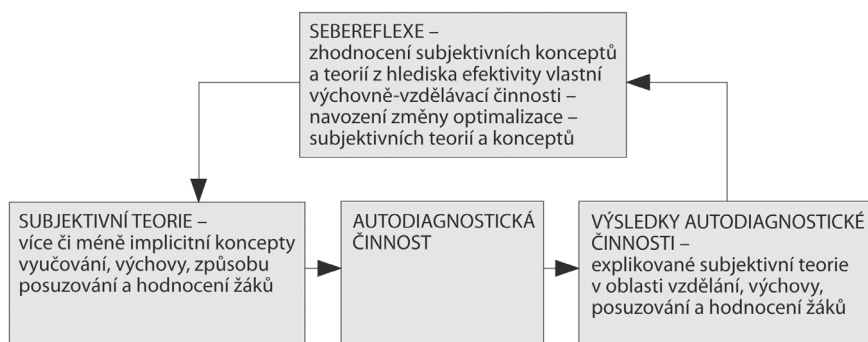 SEBEREFLEXE –
zhodnocení subjektivních konceptů
a teorií z hlediska efektivity vlastní
výchovně-vzdělávací činnosti –
navození změny optimalizace –
subjektivních teorií a konceptů
SUBJEKTIVNÍ TEORIE –
více či méně implicitní koncepty
vyučování, výchovy, způsobu
posuzování a hodnocení žáků
AUTODIAGNOSTICKÁ
ČINNOST
VÝSLEDKY AUTODIAGNOSTICKÉ
ČINNOSTI –
explikované subjektivní teorie
v oblasti vzdělání, výchovy,
posuzování a hodnocení žáků